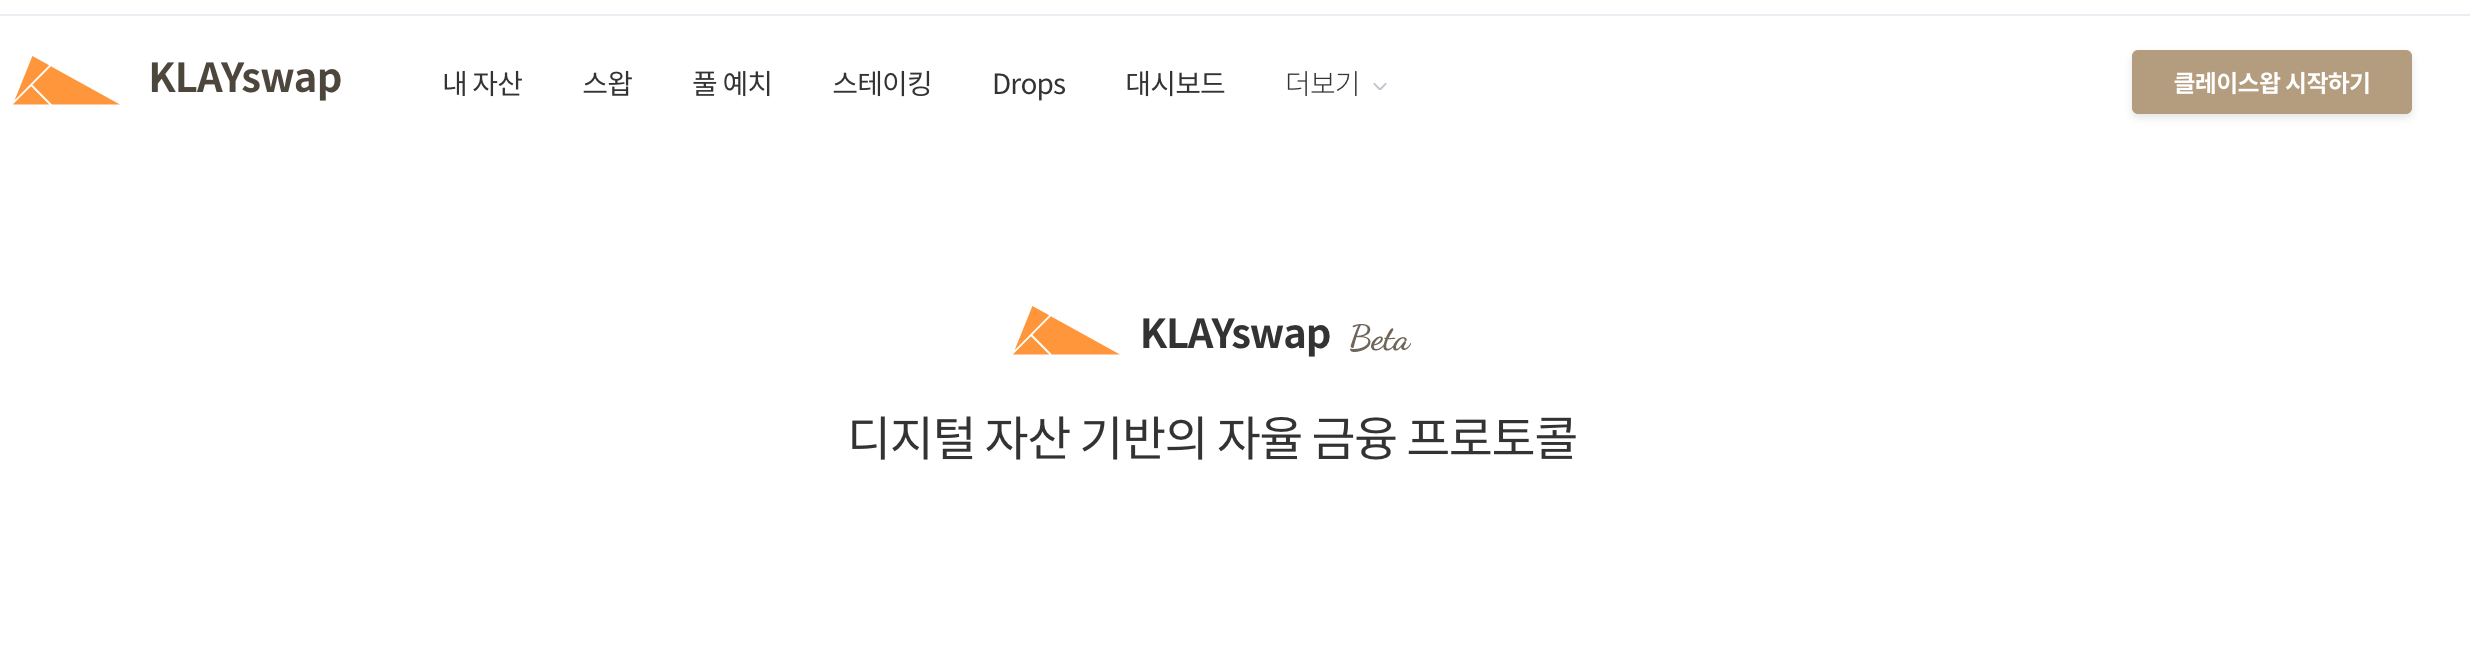 KLAYswap 내 자산 스왑 풀 예치 스테이킹 Drops 대시보드 더보기 클레이스왑 시작하기
KLAYswap Beta
디지털 자산 기반의 자율 금융 프로토콜